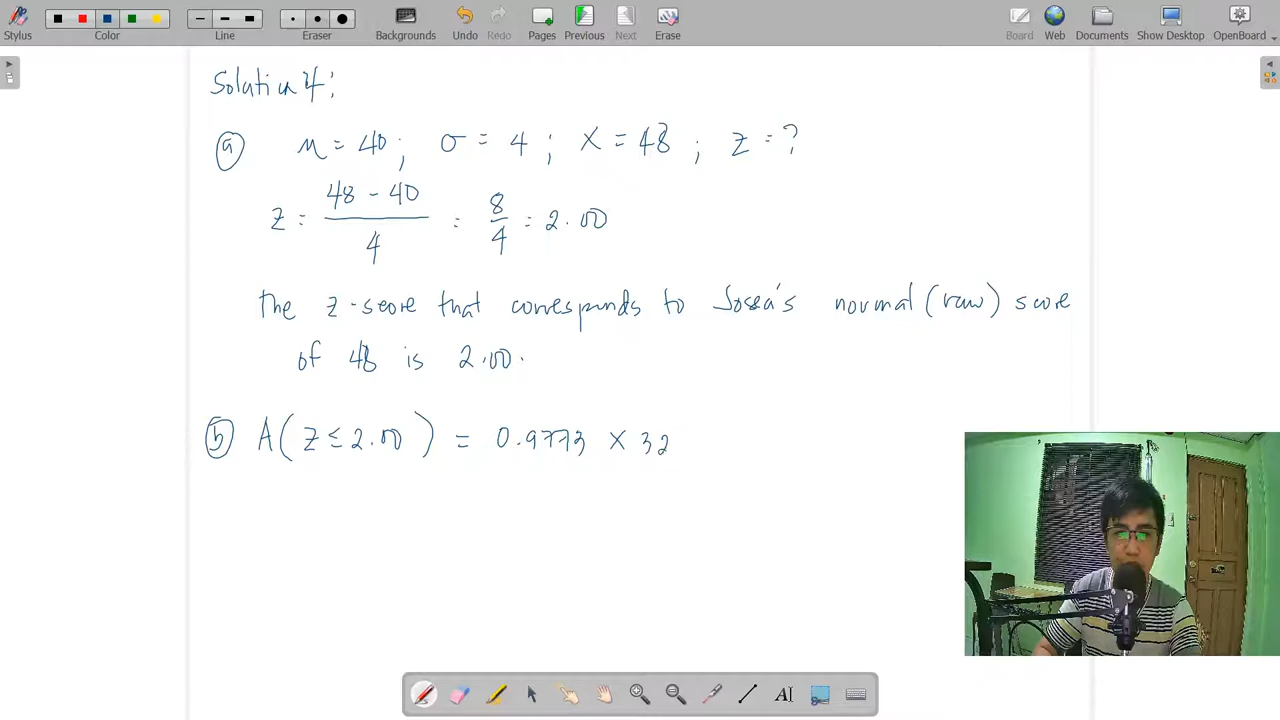 Stylus Color Line Eraser Backgrounds Undo Redo Pages Previous Next Erase Board Web Documents Show Desktop OpenBoard
Solution 4:
(a) μ = 40 ; σ = 4 ; X = 48 ; z = ?
z = (48 - 40)/4 = 8/4 = 2.00
the z-score that corresponds to Jossa's normal (raw) score
of 48 is 2.00.
(b) A(z ≤ 2.00) = 0.9773 × 32
AI